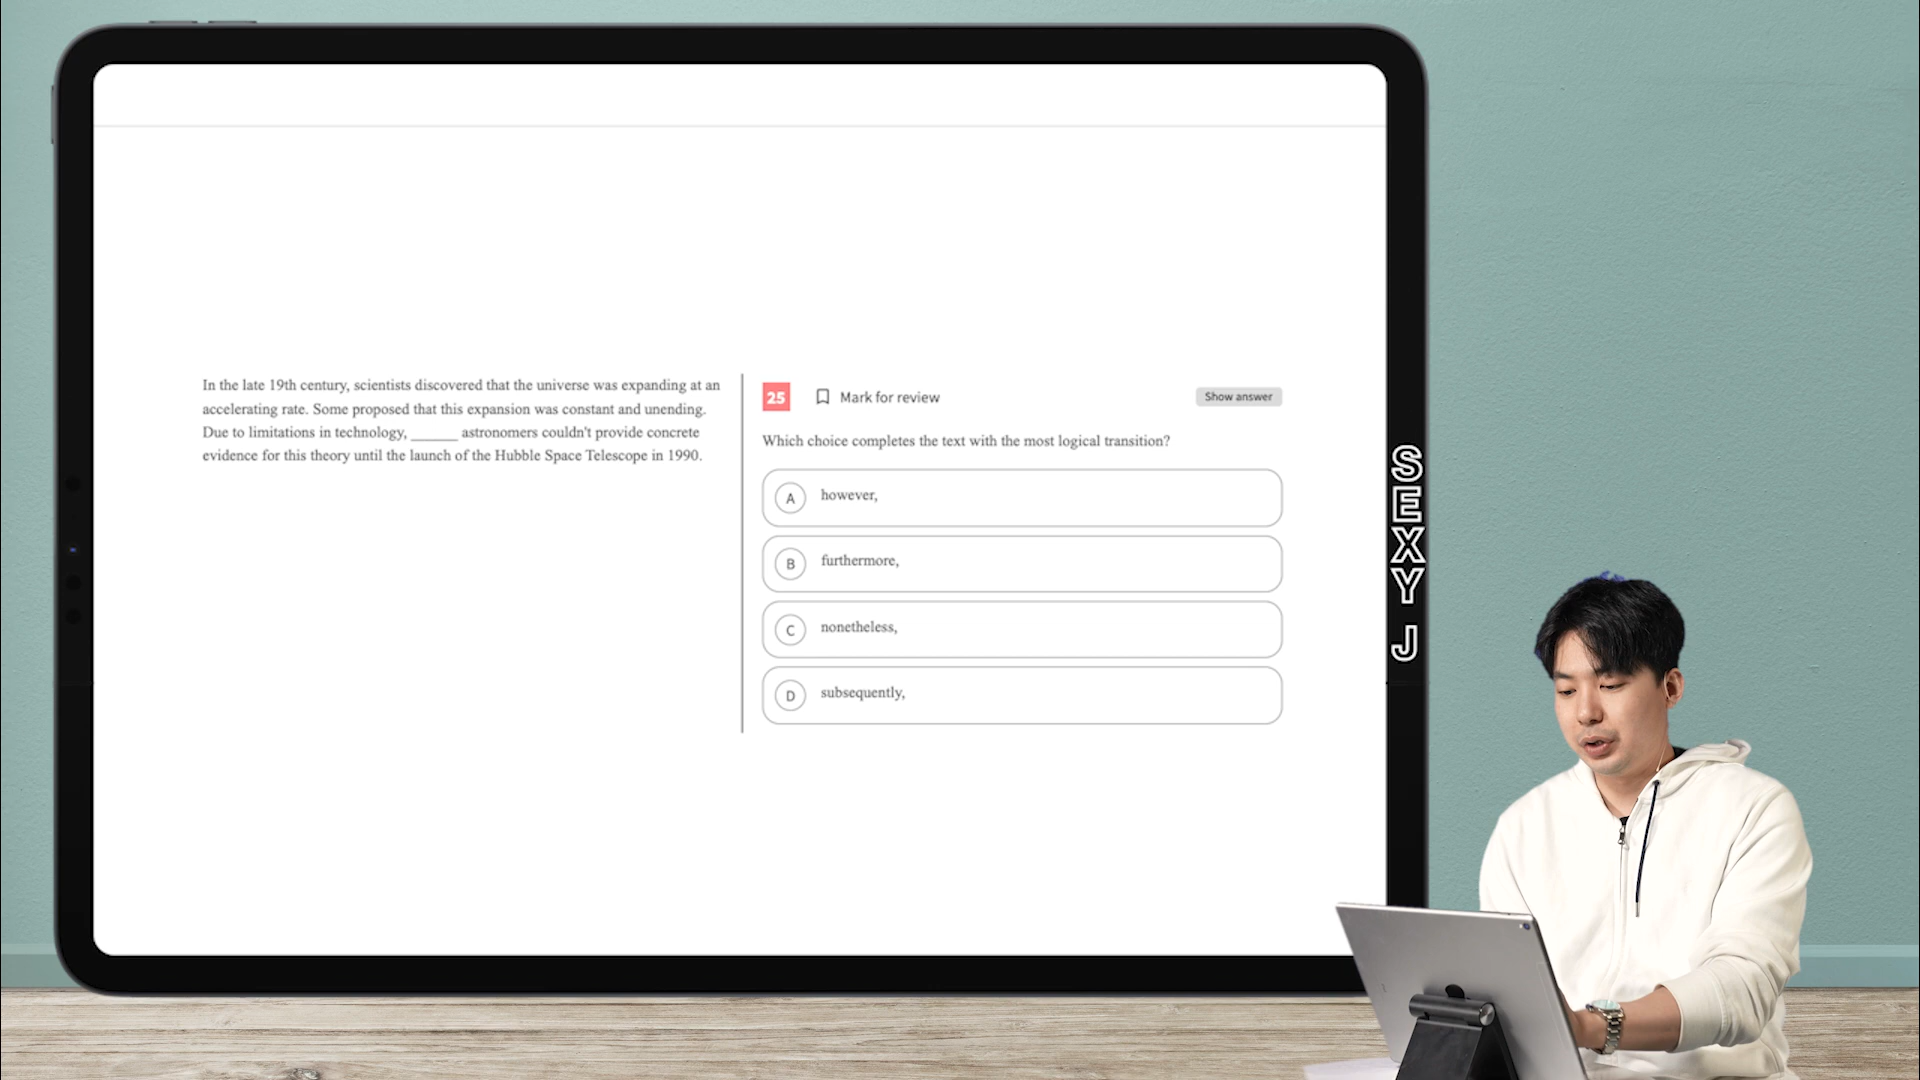 In the late 19th century, scientists discovered that the universe was expanding at an
accelerating rate. Some proposed that this expansion was constant and unending.
Due to limitations in technology, ______ astronomers couldn't provide concrete
evidence for this theory until the launch of the Hubble Space Telescope in 1990.
25
Mark for review
Show answer
Which choice completes the text with the most logical transition?
A however,
B furthermore,
C nonetheless,
D subsequently,
SEXY J